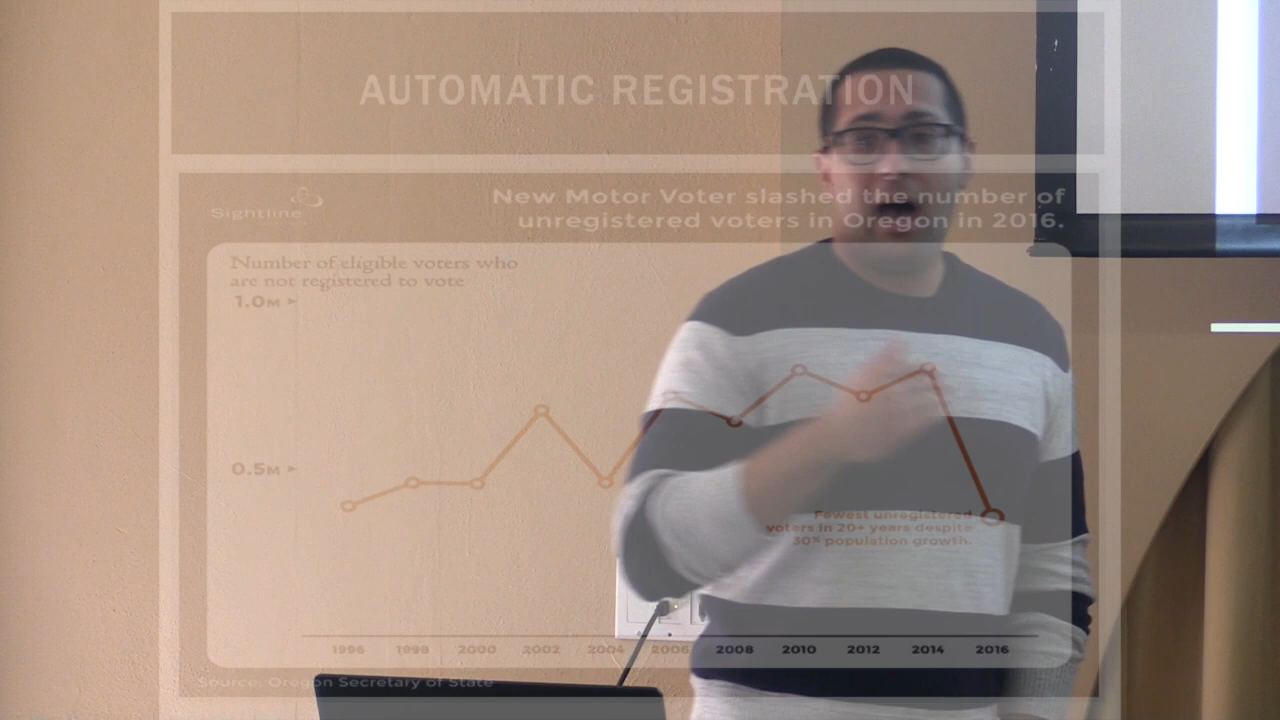 AUTOMATIC REGISTRATION
Sightline
New Motor Voter slashed the number of
unregistered voters in Oregon in 2016.
Number of eligible voters who
are not registered to vote
1.0M
0.5M
Fewest unregistered
voters in 20+ years despite
30% population growth.
1996 1998 2000 2002 2004 2006 2008 2010 2012 2014 2016
Source: Oregon Secretary of State